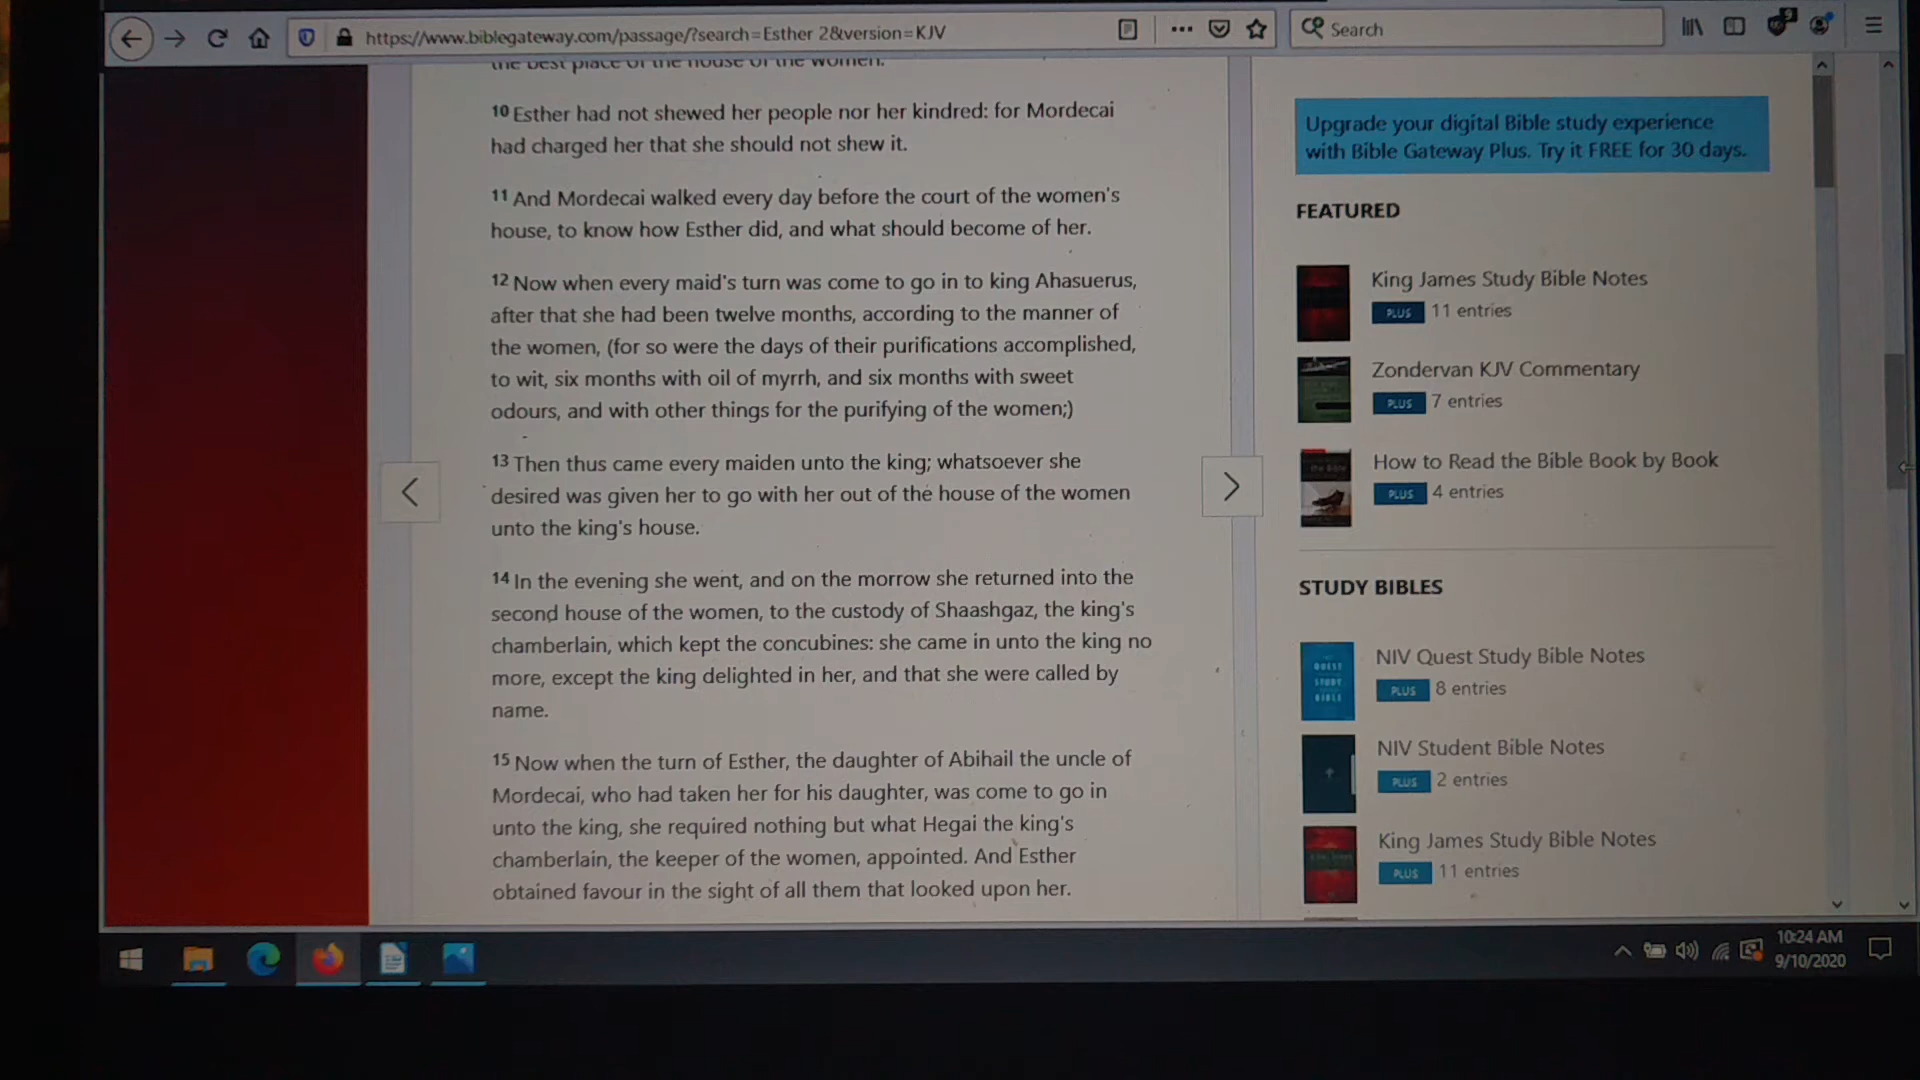 https://www.biblegateway.com/passage/?search=Esther 2&version=KJV
Search
9
the best place of the house of the women.
10 Esther had not shewed her people nor her kindred: for Mordecai
had charged her that she should not shew it.
11 And Mordecai walked every day before the court of the women's
house, to know how Esther did, and what should become of her.
12 Now when every maid's turn was come to go in to king Ahasuerus,
after that she had been twelve months, according to the manner of
the women, (for so were the days of their purifications accomplished,
to wit, six months with oil of myrrh, and six months with sweet
odours, and with other things for the purifying of the women;)
13 Then thus came every maiden unto the king; whatsoever she
desired was given her to go with her out of the house of the women
unto the king's house.
14 In the evening she went, and on the morrow she returned into the
second house of the women, to the custody of Shaashgaz, the king's
chamberlain, which kept the concubines: she came in unto the king no
more, except the king delighted in her, and that she were called by
name.
15 Now when the turn of Esther, the daughter of Abihail the uncle of
Mordecai, who had taken her for his daughter, was come to go in
unto the king, she required nothing but what Hegai the king's
chamberlain, the keeper of the women, appointed. And Esther
obtained favour in the sight of all them that looked upon her.
Upgrade your digital Bible study experience
with Bible Gateway Plus. Try it FREE for 30 days.
FEATURED
King James Study Bible Notes
PLUS 11 entries
Zondervan KJV Commentary
PLUS 7 entries
How to Read the Bible Book by Book
PLUS 4 entries
STUDY BIBLES
QUEST
STUDY
BIBLE
NIV Quest Study Bible Notes
PLUS 8 entries
NIV Student Bible Notes
PLUS 2 entries
King James Study Bible Notes
PLUS 11 entries
10:24 AM
9/10/2020